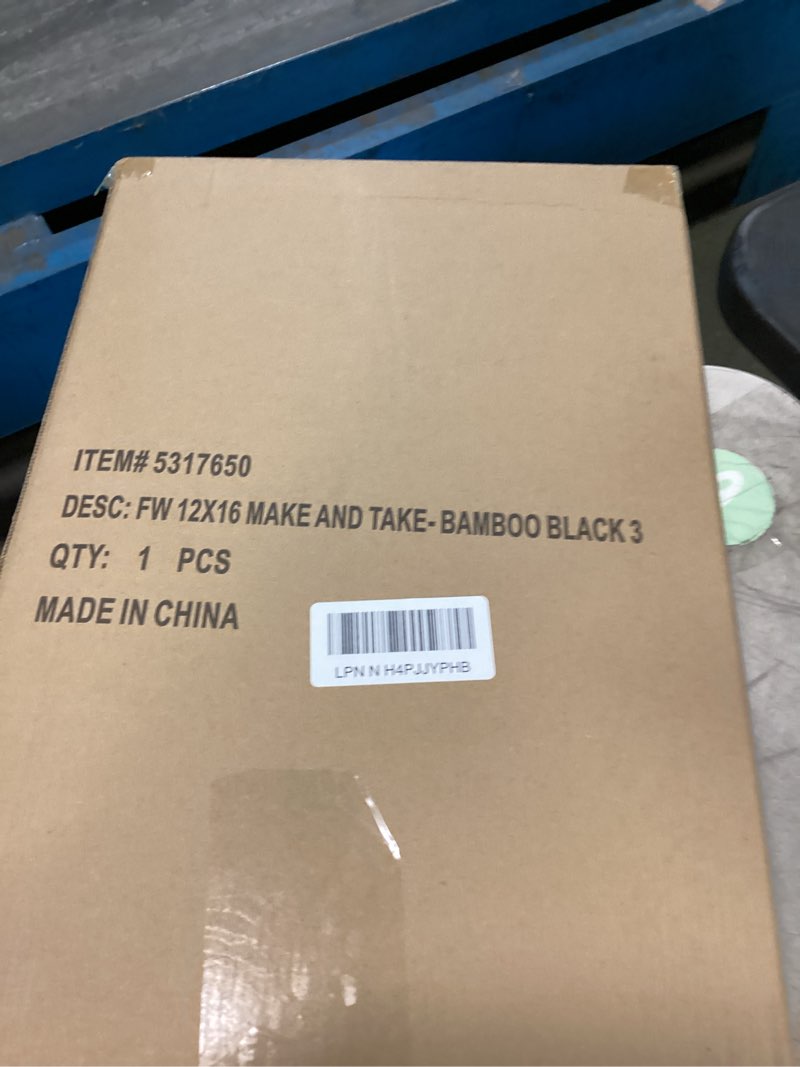 ITEM# 5317650
DESC: FW 12X16 MAKE AND TAKE- BAMBOO BLACK 3
QTY: 1 PCS
MADE IN CHINA
LPN N H4PJJYPHB